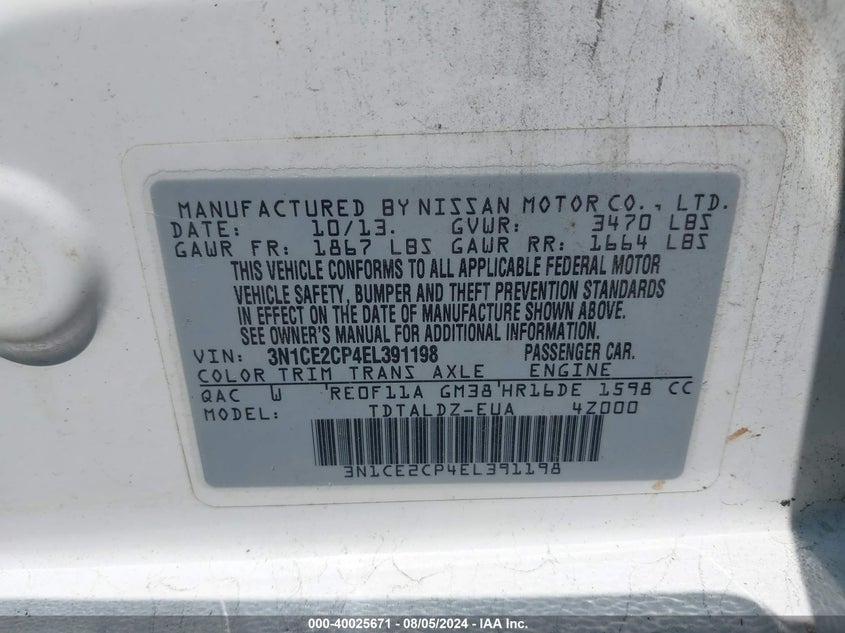 MANUFACTURED BY NISSAN MOTOR CO., LTD.
DATE: 10/13. GVWR: 3470 LBS
GAWR FR: 1867 LBS GAWR RR: 1664 LBS
THIS VEHICLE CONFORMS TO ALL APPLICABLE FEDERAL MOTOR
VEHICLE SAFETY, BUMPER AND THEFT PREVENTION STANDARDS
IN EFFECT ON THE DATE OF MANUFACTURE SHOWN ABOVE.
SEE OWNER'S MANUAL FOR ADDITIONAL INFORMATION.
VIN: 3N1CE2CP4EL391198 PASSENGER CAR.
COLOR TRIM TRANS AXLE ENGINE
QAC W RE0F11A GM38 HR16DE 1598 CC
MODEL: TDTALDZ-EUA 4Z000
3N1CE2CP4EL391198
000-40025671 - 08/05/2024 - IAA Inc.